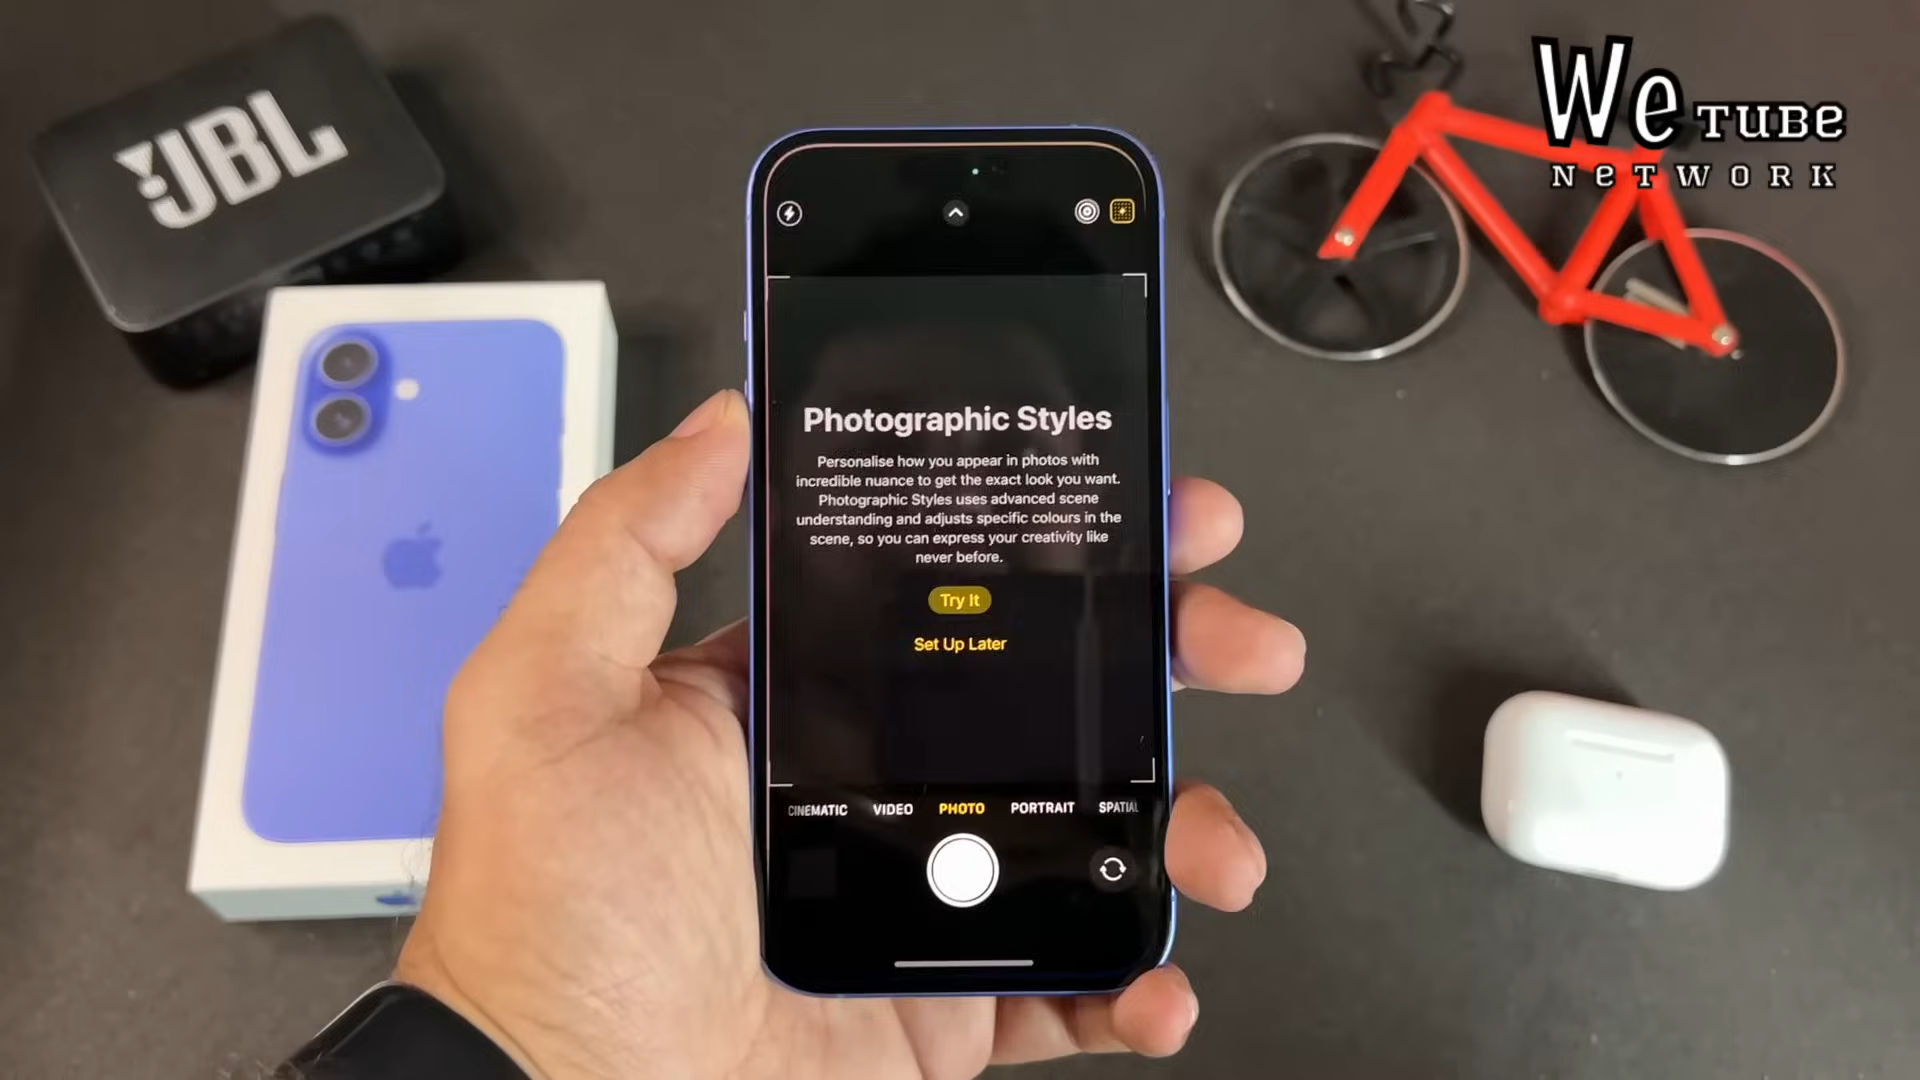 JBL
We TUBE
NETWORK
Photographic Styles
Personalise how you appear in photos with
incredible nuance to get the exact look you want.
Photographic Styles uses advanced scene
understanding and adjusts specific colours in the
scene, so you can express your creativity like
never before.
Try It
Set Up Later
CINEMATIC VIDEO PHOTO PORTRAIT SPATIAL